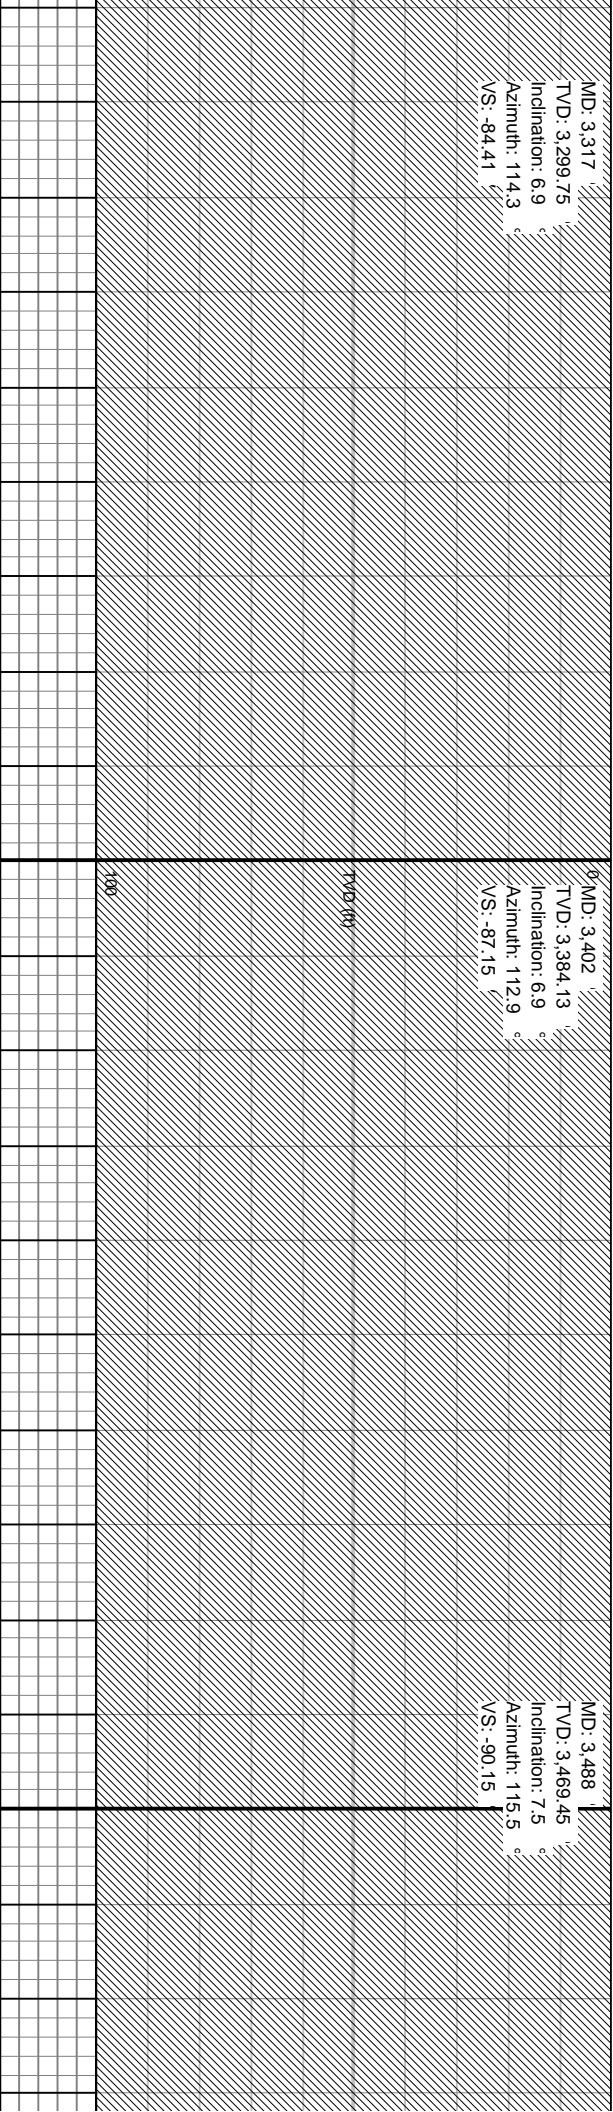 MD: 3,317 '
TVD: 3,299.75 '
Inclination: 6.9 °
Azimuth: 114.3 °
VS: -84.41 '
0
TVD (ft)
100
MD: 3,402 '
TVD: 3,384.13 '
Inclination: 6.9 °
Azimuth: 112.9 °
VS: -87.15 '
MD: 3,488 '
TVD: 3,469.45 '
Inclination: 7.5 °
Azimuth: 115.5 °
VS: -90.15 '